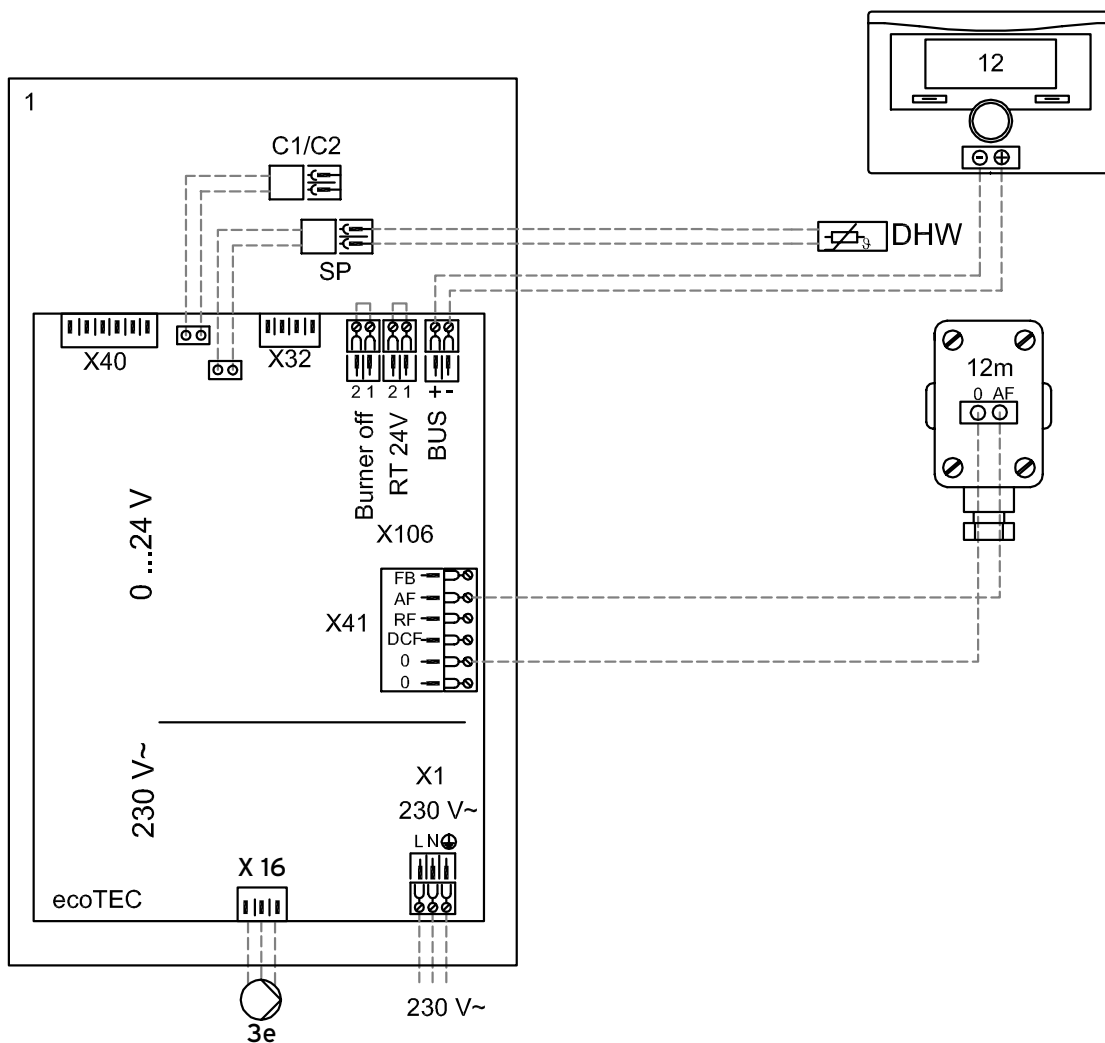 12
1
C1/C2
SP
DHW
- +
X40
X32
2 1
2 1
+ -
Burner off
RT 24V
BUS
12m
0 AF
0 ...24 V
X106
X41
FB
AF
RF
DCF
0
0
230 V~
X1
230 V~
L N
X 16
ecoTEC
3e
230 V~